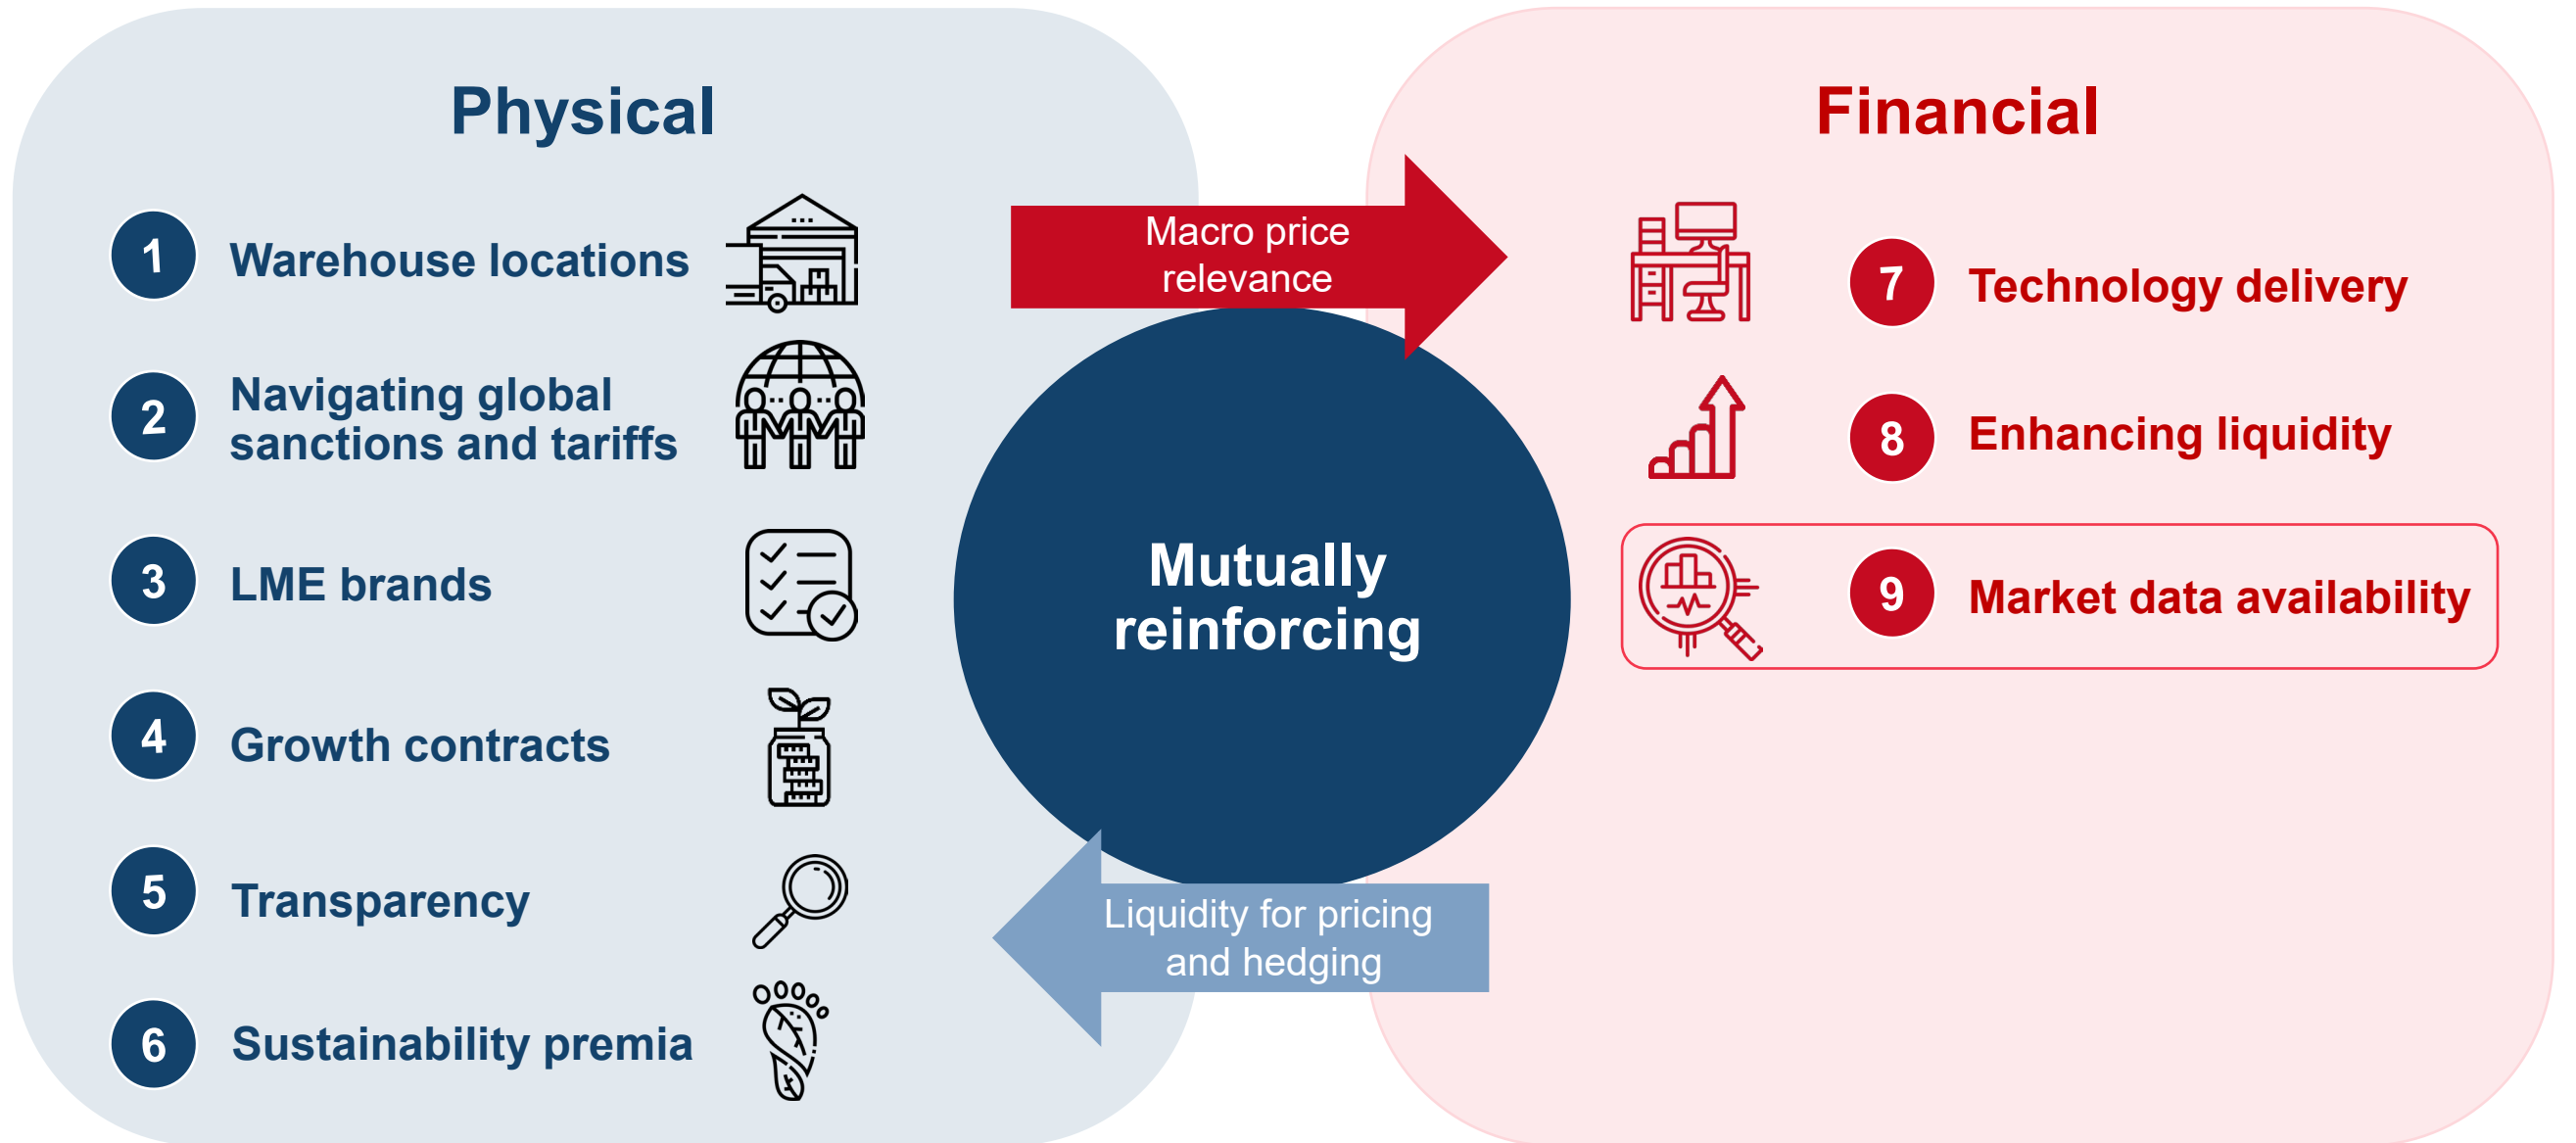 Physical
1
Warehouse locations
2
Navigating global
sanctions and tariffs
3
LME brands
4
Growth contracts
5
Transparency
6
Sustainability premia
Macro price
relevance
Mutually
reinforcing
Liquidity for pricing
and hedging
Financial
7
Technology delivery
8
Enhancing liquidity
9
Market data availability